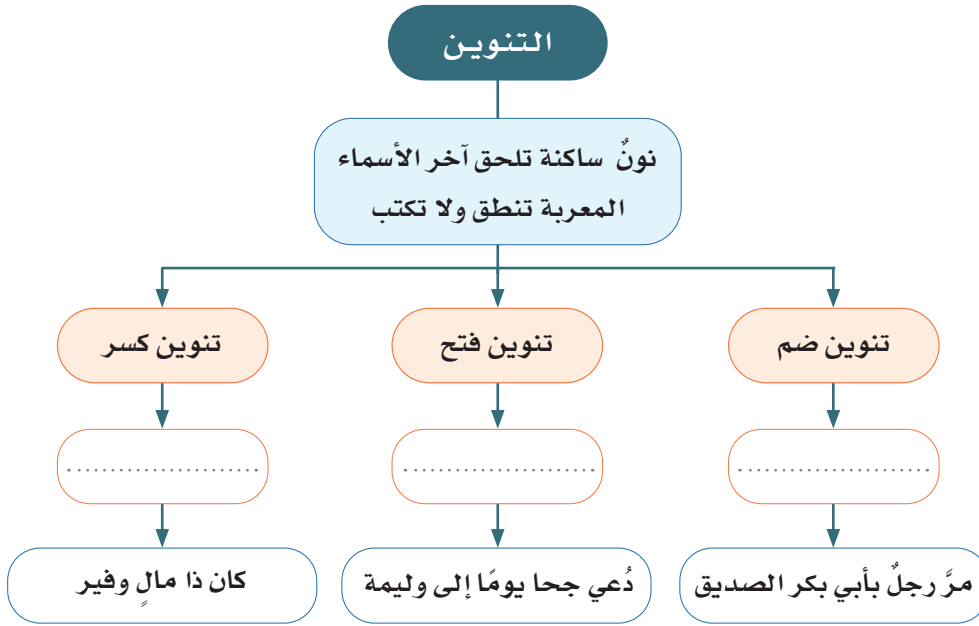 التنوين
نونٌ ساكنة تلحق آخر الأسماء
المعربة تنطق ولا تكتب
تنوين ضم
تنوين فتح
تنوين كسر
........................
........................
........................
مرَّ رجلٌ بأبي بكر الصديق
دُعي جحا يومًا إلى وليمة
كان ذا مالٍ وفير